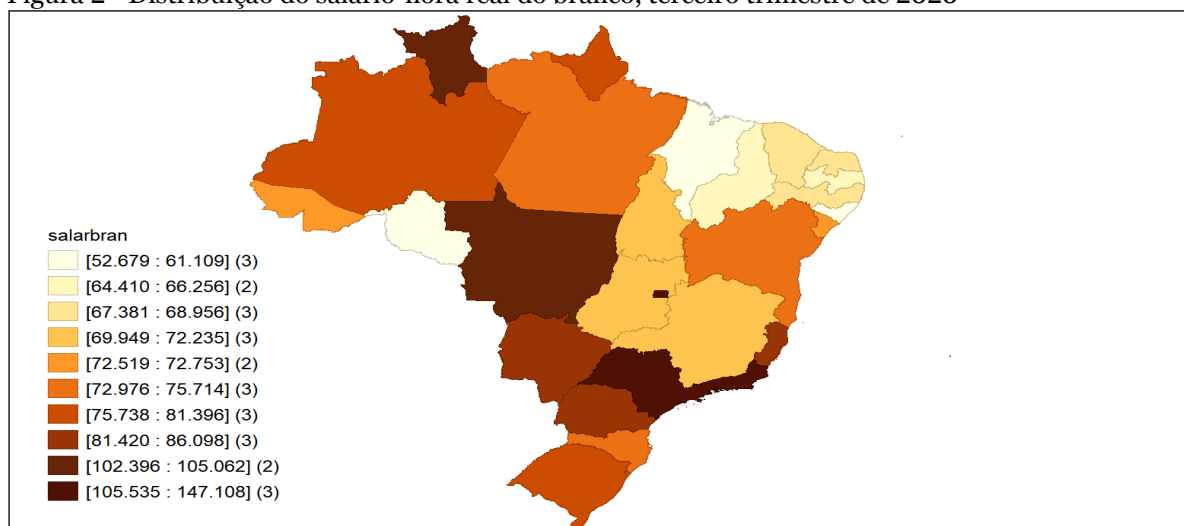 Figura 2 - Distribuição do salário-hora real do branco, terceiro trimestre de 2020
salarbran
[52.679 : 61.109] (3)
[64.410 : 66.256] (2)
[67.381 : 68.956] (3)
[69.949 : 72.235] (3)
[72.519 : 72.753] (2)
[72.976 : 75.714] (3)
[75.738 : 81.396] (3)
[81.420 : 86.098] (3)
[102.396 : 105.062] (2)
[105.535 : 147.108] (3)